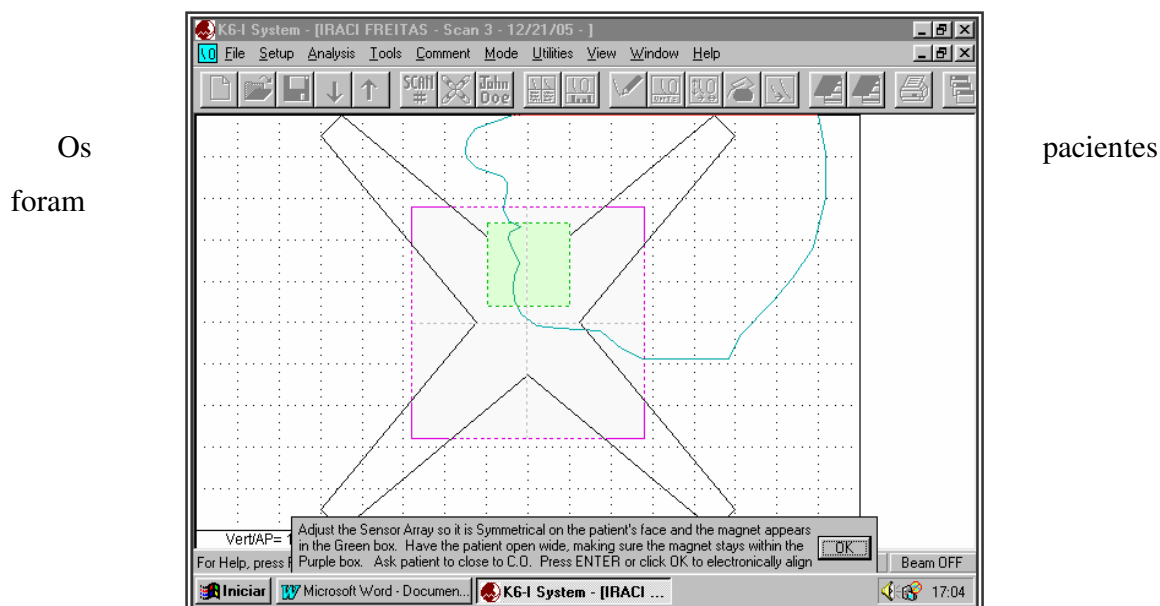 K6-I System - [IRACI FREITAS - Scan 3 - 12/21/05 - ]
File Setup Analysis Tools Comment Mode Utilities View Window Help
SCAN # John Doe
Os pacientes
foram
Adjust the Sensor Array so it is Symmetrical on the patient's face and the magnet appears
Vert/AP= 1
in the Green box. Have the patient open wide, making sure the magnet stays within the
For Help, press F
Purple box. Ask patient to close to C.O. Press ENTER or click OK to electronically align
OK
Beam OFF
Iniciar Microsoft Word - Documen... K6-I System - [IRACI ... 17:04